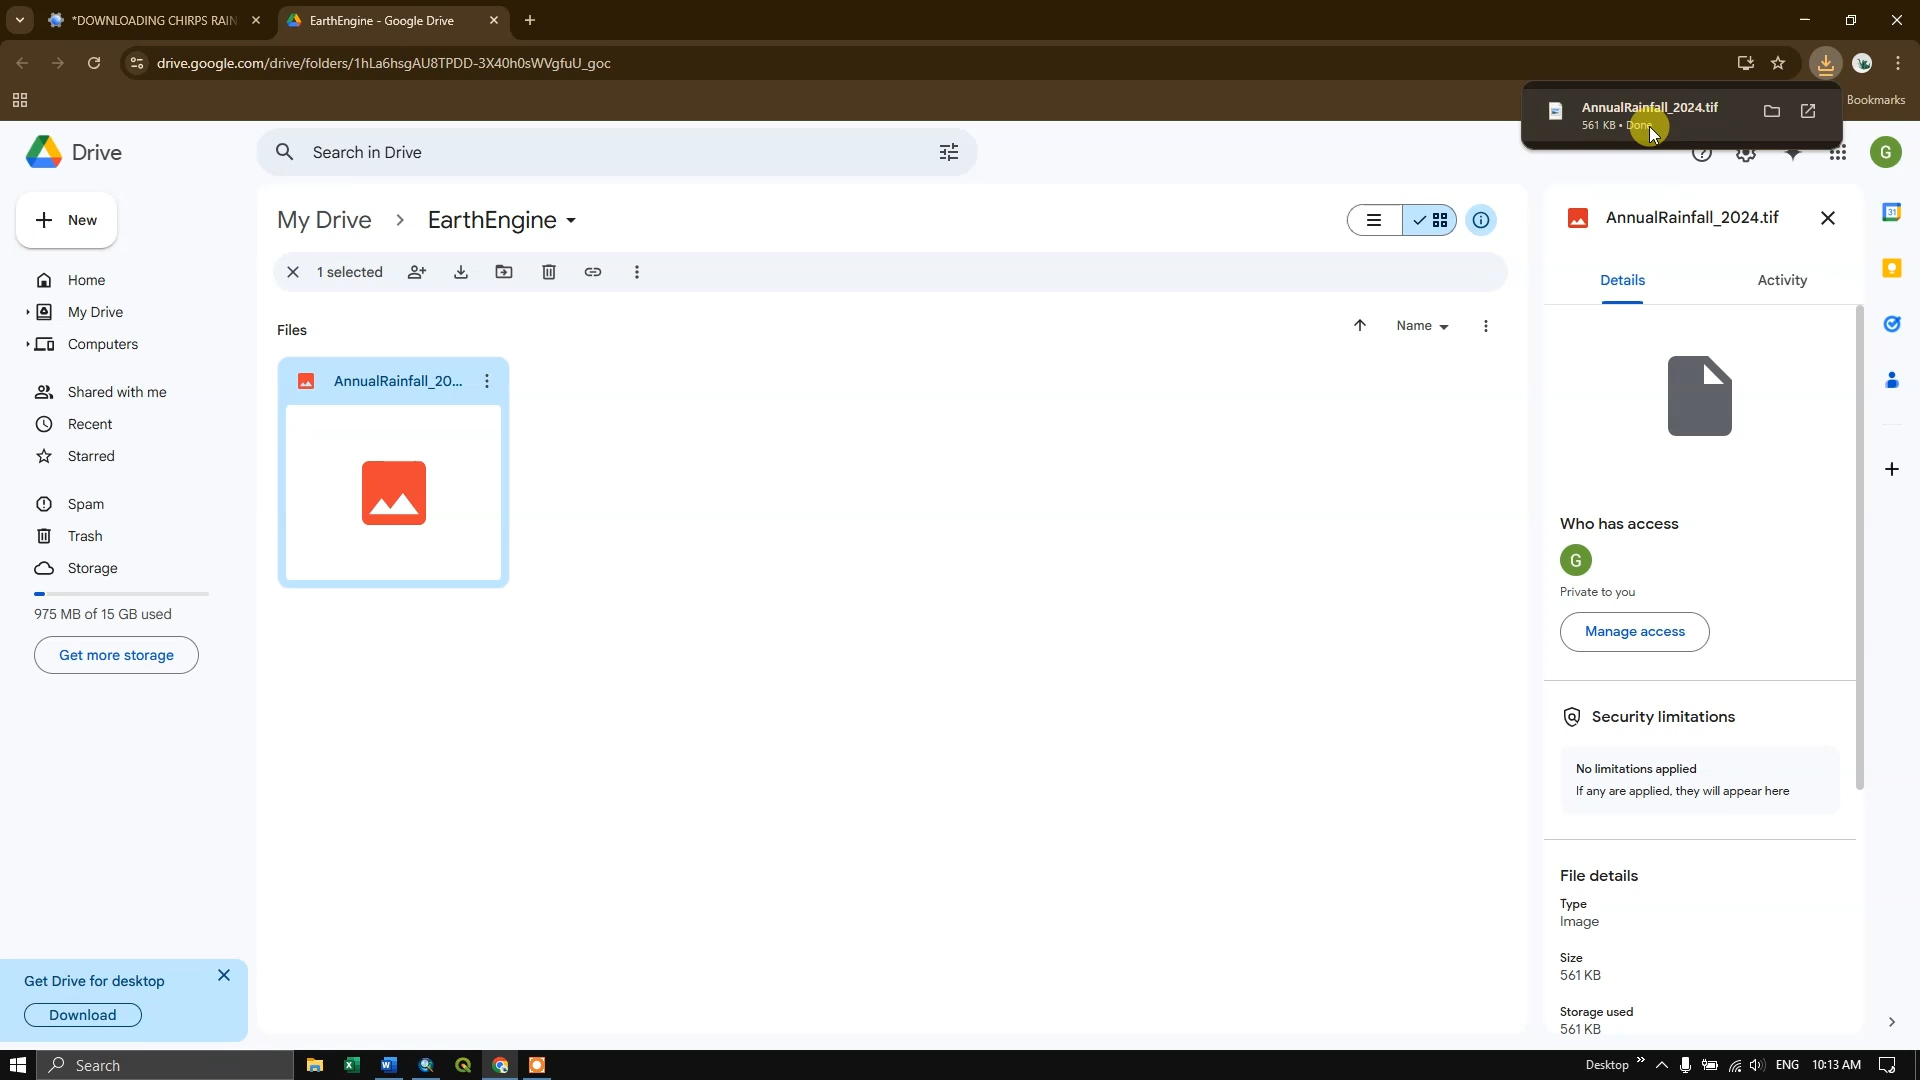 *DOWNLOADING CHIRPS RAIN
EarthEngine - Google Drive
drive.google.com/drive/folders/1hLa6hsgAU8TPDD-3X40h0sWVgfuU_goc
Bookmarks
AnnualRainfall_2024.tif
561 KB • Done
Drive
Search in Drive
G
New
Home
My Drive
Computers
Shared with me
Recent
Starred
Spam
Trash
Storage
975 MB of 15 GB used
Get more storage
Get Drive for desktop
Download
My Drive > EarthEngine
1 selected
Files
Name
AnnualRainfall_20...
AnnualRainfall_2024.tif
Details
Activity
Who has access
G
Private to you
Manage access
Security limitations
No limitations applied
If any are applied, they will appear here
File details
Type
Image
Size
561 KB
Storage used
561 KB
31
Search
Desktop
ENG
10:13 AM